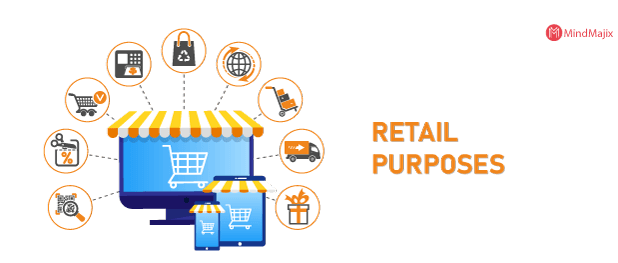 MindMajix
RETAIL
PURPOSES
%